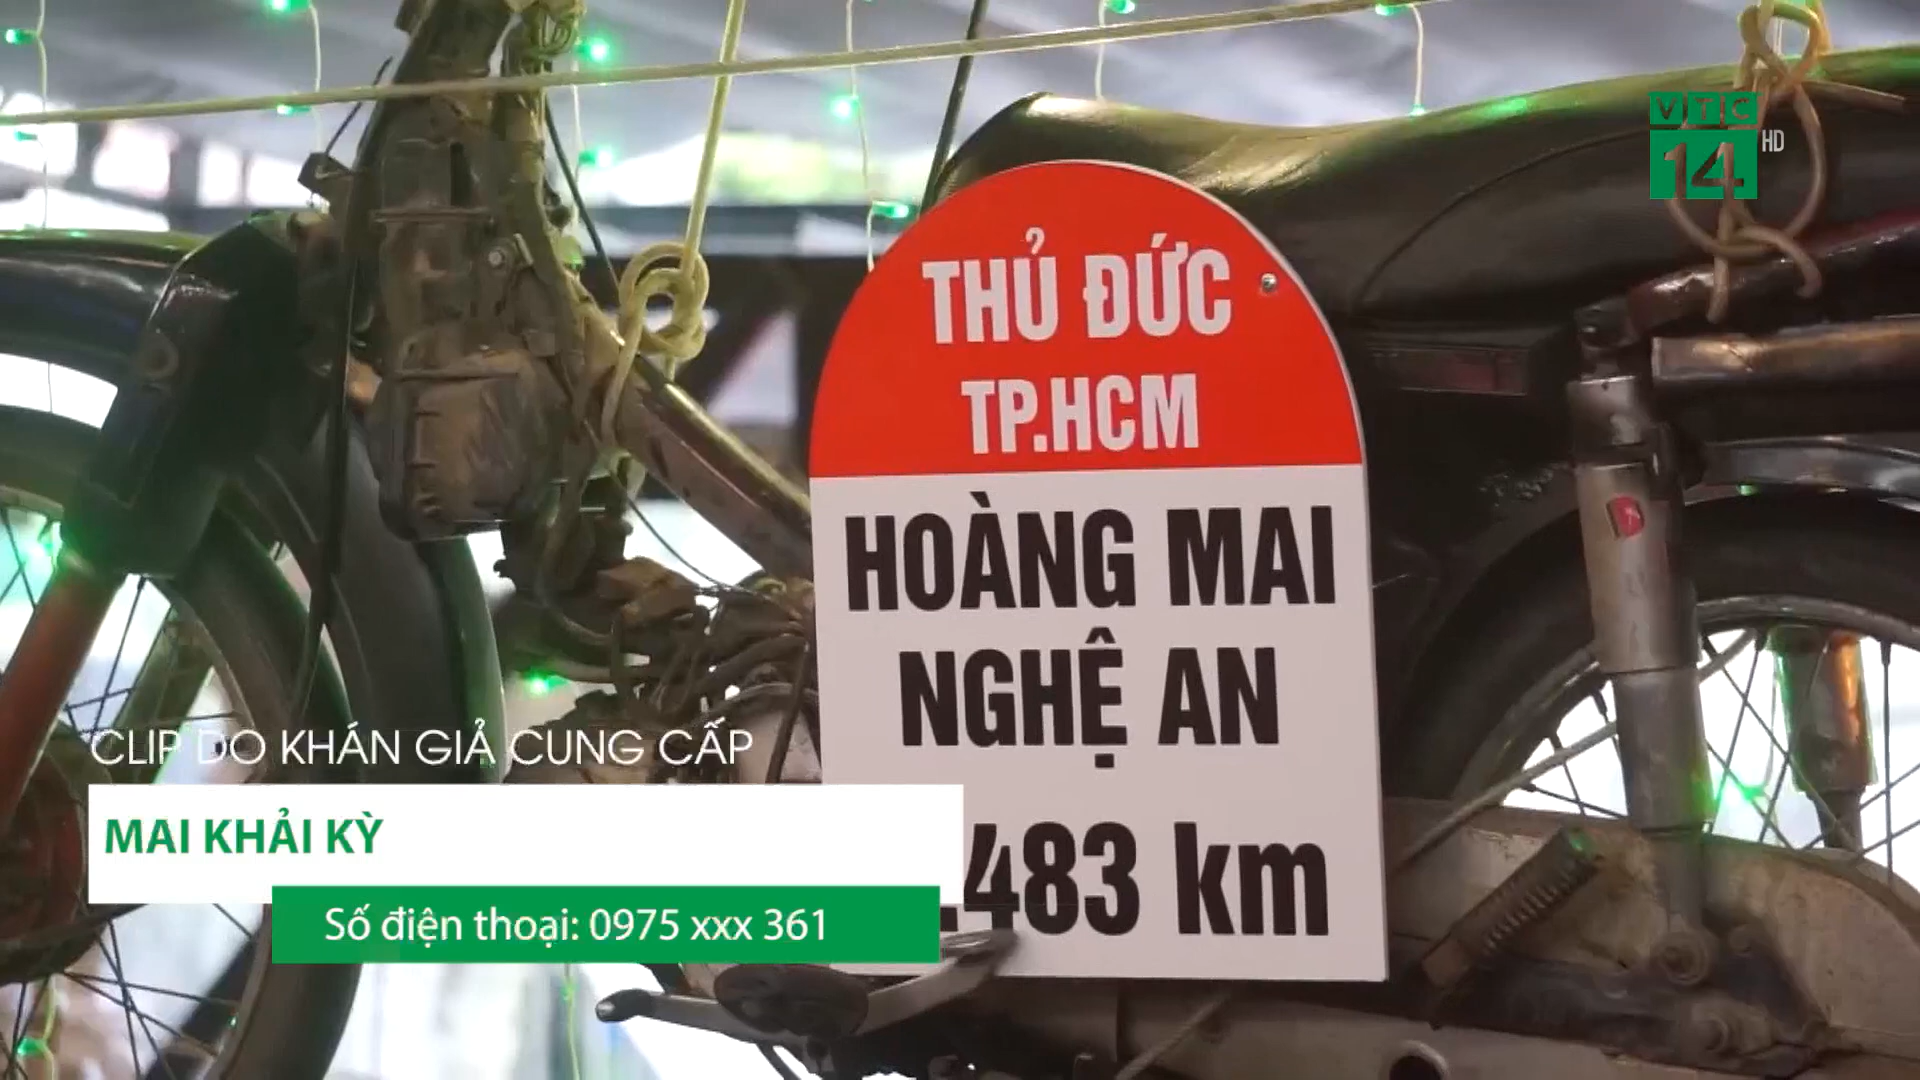 VTC
14 HD
THỦ ĐỨC
TP.HCM
HOÀNG MAI
NGHỆ AN
.483 km
CLIP DO KHÁN GIẢ CUNG CẤP
MAI KHẢI KỲ
Số điện thoại: 0975 xxx 361